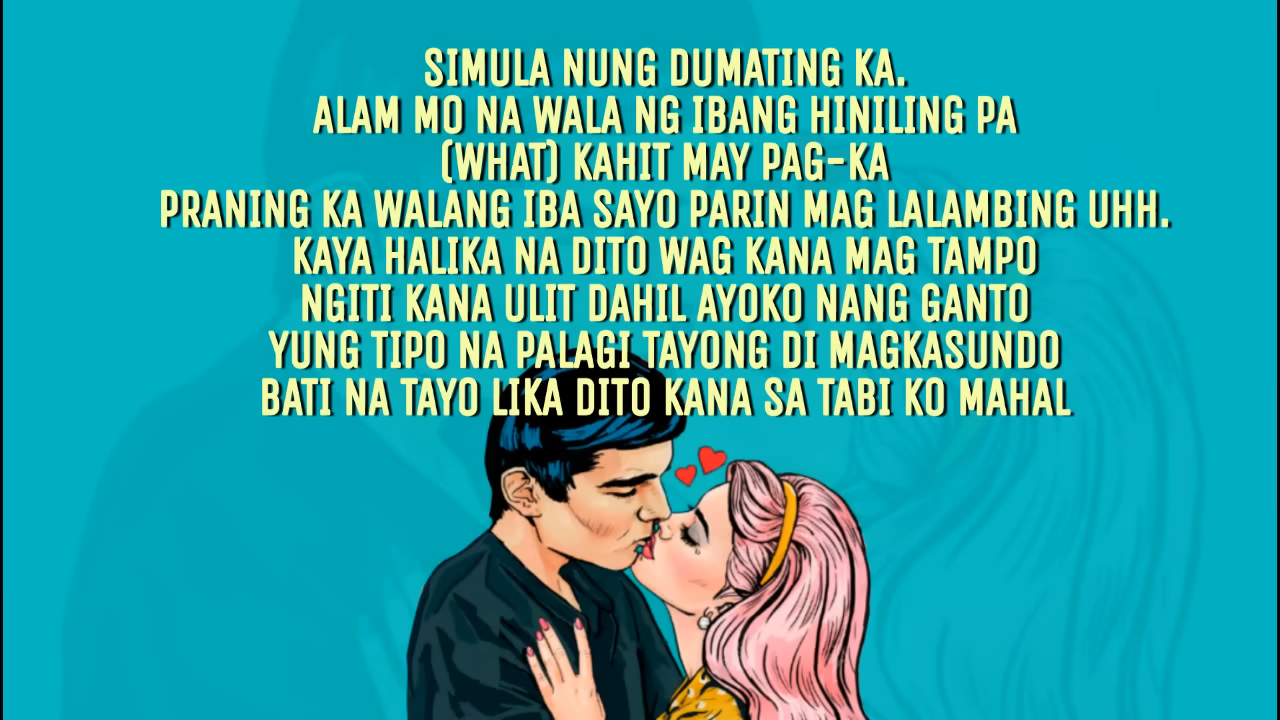 SIMULA NUNG DUMATING KA.
ALAM MO NA WALA NG IBANG HINILING PA
(WHAT) KAHIT MAY PAG-KA
PRANING KA WALANG IBA SAYO PARIN MAG LALAMBING UHH.
KAYA HALIKA NA DITO WAG KANA MAG TAMPO
NGITI KANA ULIT DAHIL AYOKO NANG GANTO
YUNG TIPO NA PALAGI TAYONG DI MAGKASUNDO
BATI NA TAYO LIKA DITO KANA SA TABI KO MAHAL